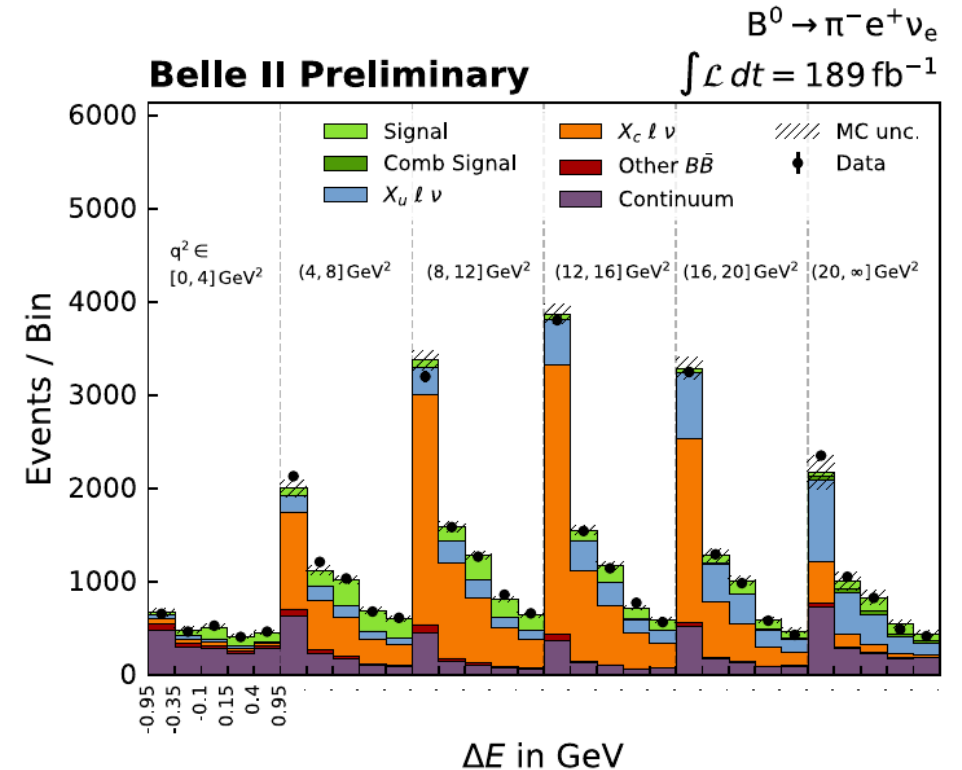 B⁰ → π⁻e⁺νₑ
Belle II Preliminary
∫ℒ dt = 189 fb⁻¹
Signal
Comb Signal
X_u ℓ ν
X_c ℓ ν
Other BB̄
Continuum
MC unc.
Data
q² ∈
[0, 4] GeV²
(4, 8] GeV²
(8, 12] GeV²
(12, 16] GeV²
(16, 20] GeV²
(20, ∞] GeV²
Events / Bin
6000
5000
4000
3000
2000
1000
0
-0.95
-0.35
-0.1
0.15
0.4
0.95
ΔE in GeV